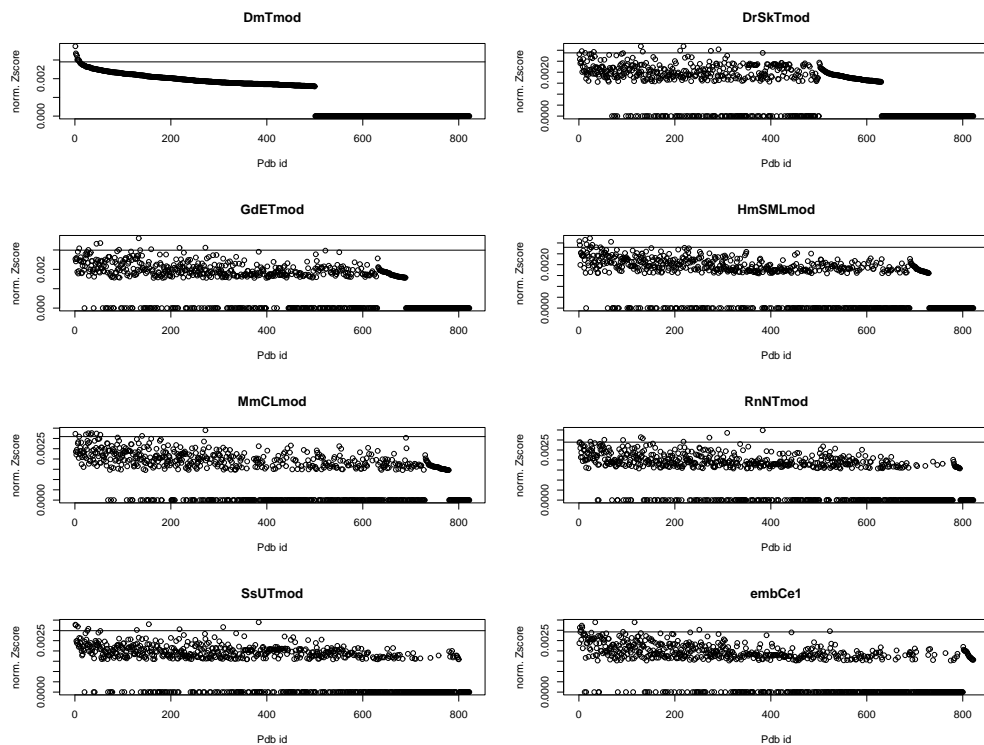 DmTmod
norm. Zscore
0.002
0.000
0 200 400 600 800
Pdb id
DrSkTmod
norm. Zscore
0.0020
0.0000
0 200 400 600 800
Pdb id
GdETmod
norm. Zscore
0.002
0.000
0 200 400 600 800
Pdb id
HmSMLmod
norm. Zscore
0.0020
0.0000
0 200 400 600 800
Pdb id
MmCLmod
norm. Zscore
0.0025
0.0000
0 200 400 600 800
Pdb id
RnNTmod
norm. Zscore
0.0025
0.0000
0 200 400 600 800
Pdb id
SsUTmod
norm. Zscore
0.0025
0.0000
0 200 400 600 800
Pdb id
embCe1
norm. Zscore
0.0025
0.0000
0 200 400 600 800
Pdb id